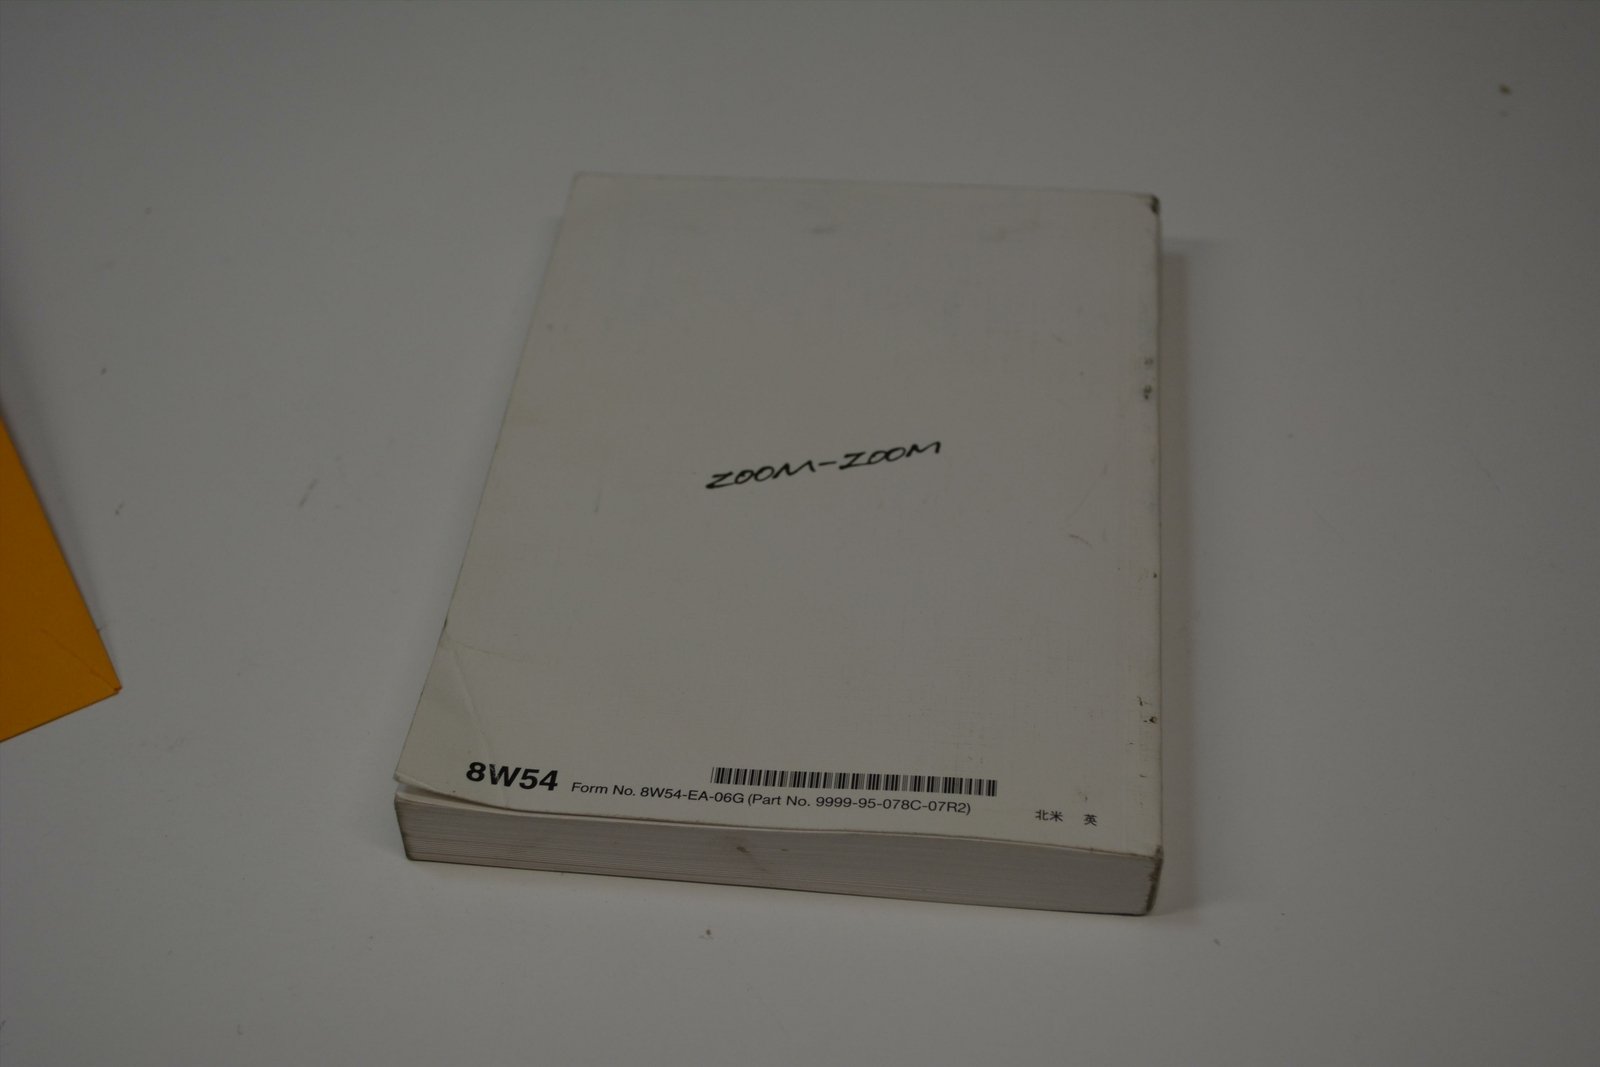 ZOOM-ZOOM
8W54 Form No. 8W54-EA-06G (Part No. 9999-95-078C-07R2)
北米 英